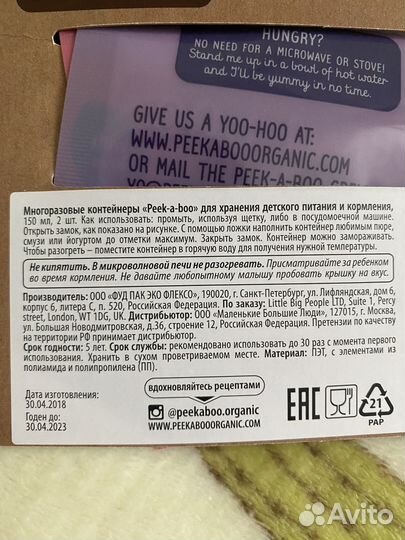 HUNGRY?
NO NEED FOR A MICROWAVE OR STOVE!
Stand me up in a bowl of hot water
and I'll be yummy in no time.
GIVE US A YOO-HOO AT:
WWW.PEEKABOOORGANIC.COM
OR MAIL THE PEEK-A-BOO
Многоразовые контейнеры «Peek-a-boo» для хранения детского питания и кормления,
150 мл, 2 шт. Как использовать: промыть, используя щетку, либо в посудомоечной машине.
Открыть замок, как показано на рисунке. С помощью ложки наполнить контейнер любимым пюре,
смузи или йогуртом до отметки максимум. Закрыть замок. Контейнер можно замораживать.
Чтобы разогреть – поместите контейнер в горячую воду для получения нужной температуры.
Не кипятить. В микроволновой печи не разогревать. Присматривайте за ребенком
во время кормления. Не давайте любопытному малышу пробовать крышку на вкус.
Производитель: ООО «ФУД ПАК ЭКО ФЛЕКСО», 190020, г. Санкт-Петербург, ул. Лифляндская, дом 6,
корпус 6, литера С, п. 520, Российская Федерация. По заказу: Little Big People LTD, Suite 1, Percy
street, London, WT 1DG, UK. Дистрибьютор: ООО «Маленькие Большие Люди», 127015, г. Москва,
ул. Большая Новодмитровская, д.36, строение 12, Российская Федерация. Претензии по качеству
на территории РФ принимает дистрибьютор.
Срок годности: 5 лет. Срок службы: рекомендовано использовать до 30 раз с момента первого
использования. Хранить в сухом проветриваемом месте. Материал: ПЭТ, с элементами из
полиамида и полипропилена (ПП).
Дата изготовления:
30.04.2018
Годен до:
30.04.2023
вдохновляйтесь рецептами
@peekaboo.organic
WWW.PEEKABOOORGANIC.COM
EAC
21
PAP
Avito